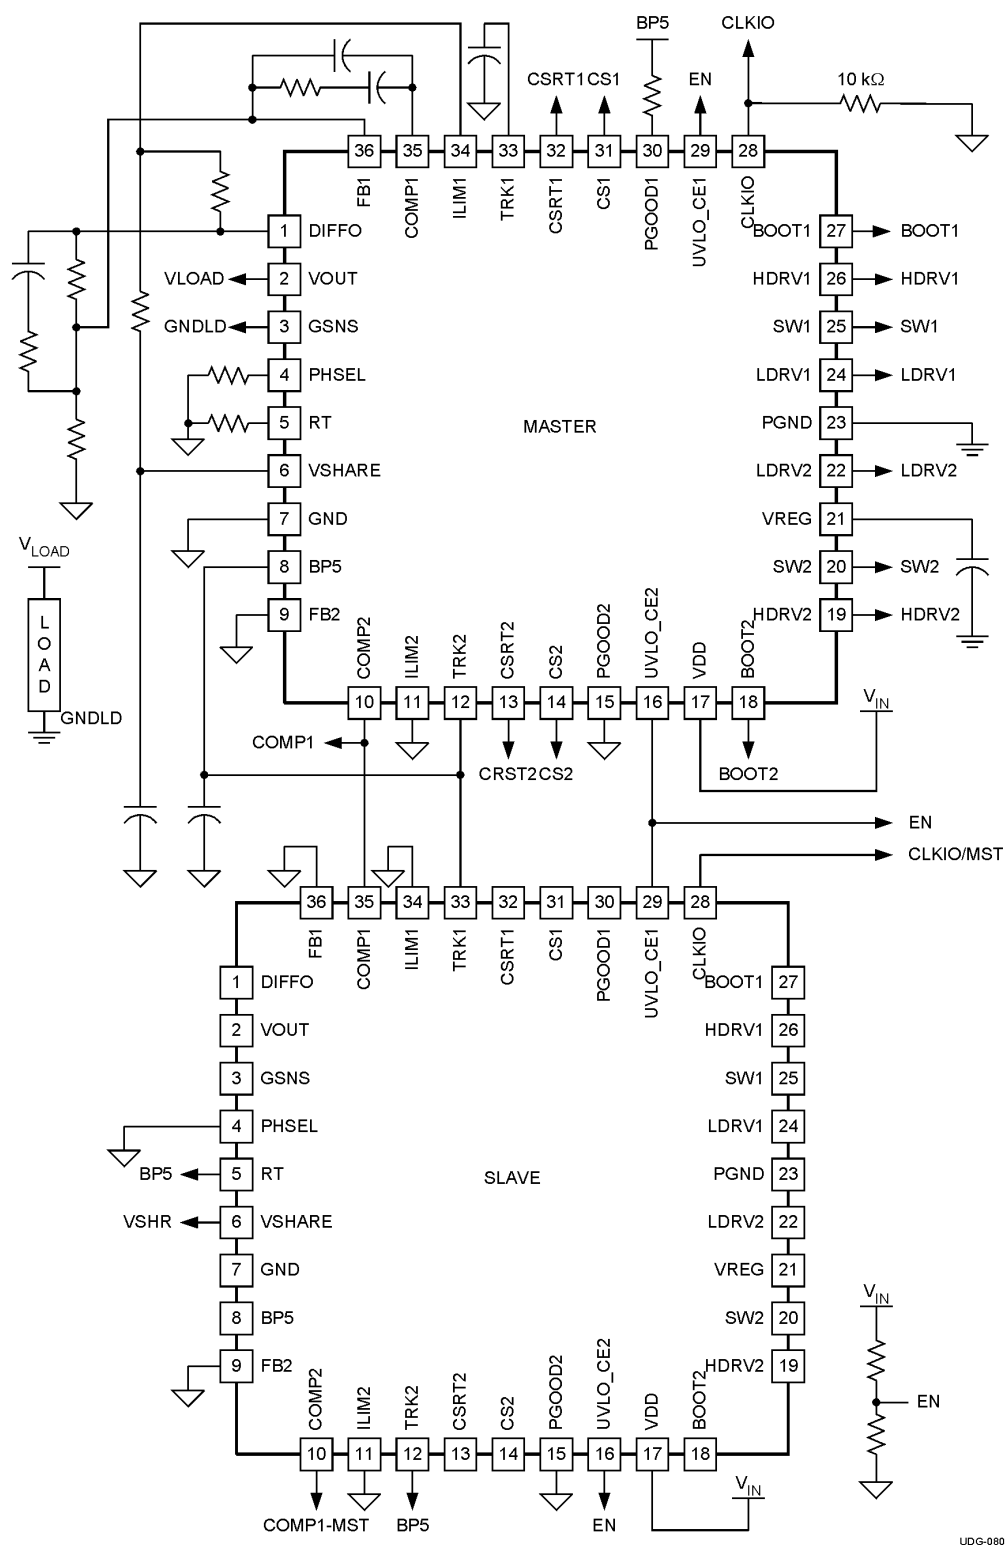 BP5
CLKIO
CSRT1
CS1
EN
10 kΩ
36
35
34
33
32
31
30
29
28
FB1
COMP1
ILIM1
TRK1
CSRT1
CS1
PGOOD1
UVLO_CE1
CLKIO
1 DIFFO
VLOAD 2 VOUT
GNDLD 3 GSNS
4 PHSEL
5 RT
6 VSHARE
7 GND
8 BP5
9 FB2
MASTER
BOOT1 27 BOOT1
HDRV1 26 HDRV1
SW1 25 SW1
LDRV1 24 LDRV1
PGND 23
LDRV2 22 LDRV2
VREG 21
SW2 20 SW2
HDRV2 19 HDRV2
VLOAD
LOAD
GNDLD
COMP2
ILIM2
TRK2
CSRT2
CS2
PGOOD2
UVLO_CE2
VDD
BOOT2
10
11
12
13
14
15
16
17
18
VIN
COMP1
CRST2
CS2
BOOT2
EN
CLKIO/MST
36
35
34
33
32
31
30
29
28
FB1
COMP1
ILIM1
TRK1
CSRT1
CS1
PGOOD1
UVLO_CE1
CLKIO
1 DIFFO
2 VOUT
3 GSNS
4 PHSEL
BP5 5 RT
VSHR 6 VSHARE
7 GND
8 BP5
9 FB2
SLAVE
BOOT1 27
HDRV1 26
SW1 25
LDRV1 24
PGND 23
LDRV2 22
VREG 21
SW2 20
HDRV2 19
COMP2
ILIM2
TRK2
CSRT2
CS2
PGOOD2
UVLO_CE2
VDD
BOOT2
10
11
12
13
14
15
16
17
18
COMP1-MST
BP5
EN
VIN
VIN
EN
UDG-080